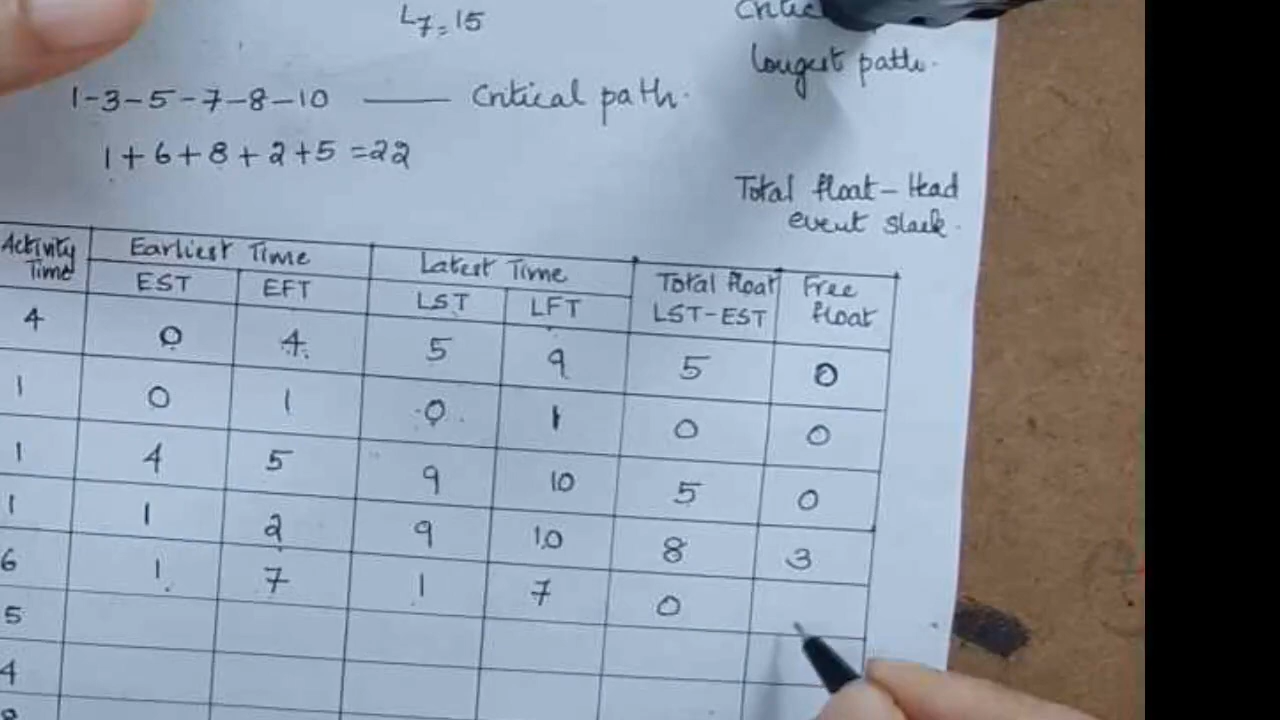 L7=15
longest path.
1-3-5-7-8-10 —— Critical path.
1+6+8+2+5=22
Total float - Head
event slack.
Activity Time Earliest Time Latest Time Total float Free
EST EFT LST LFT LST-EST float
4 0 4 5 9 5 0
1 0 1 0 1 0 0
1 4 5 9 10 5 0
1 1 2 9 10 8 3
6 1 7 1 7 0
5
4
8